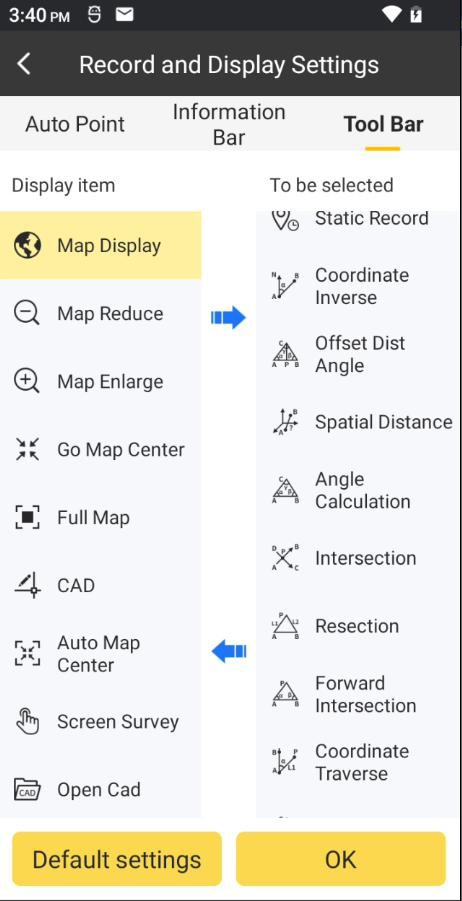 3:40 PM
Record and Display Settings
Auto Point
Information
Bar
Tool Bar
Display item
To be selected
Map Display
Map Reduce
Map Enlarge
Go Map Center
Full Map
CAD
Auto Map
Center
Screen Survey
CAD
Open Cad
Static Record
Coordinate
Inverse
Offset Dist
Angle
Spatial Distance
Angle
Calculation
Intersection
Resection
Forward
Intersection
Coordinate
Traverse
Default settings
OK